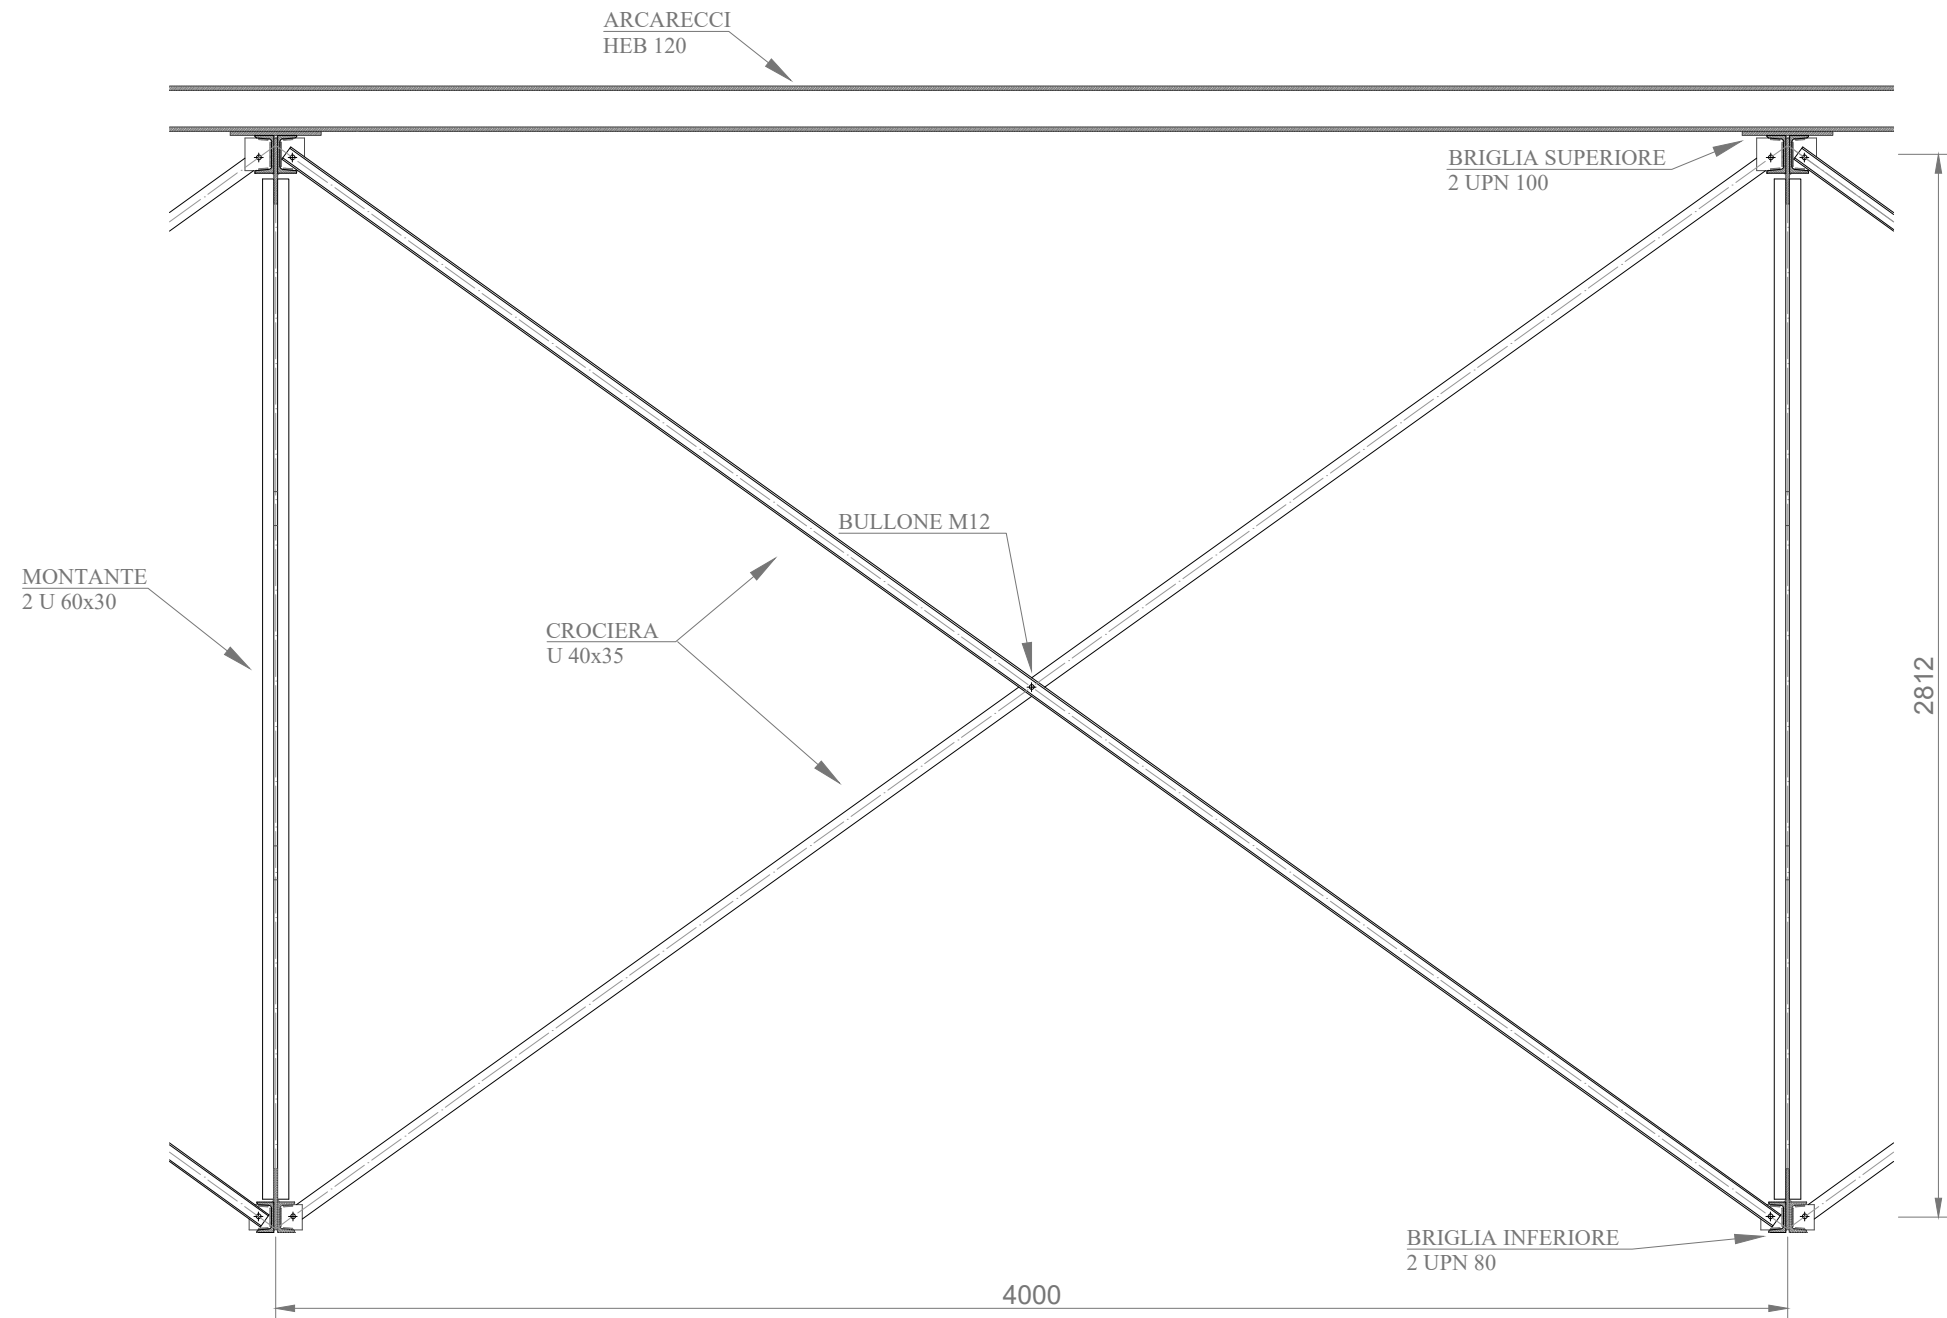 ARCARECCI
HEB 120
BRIGLIA SUPERIORE
2 UPN 100
BULLONE M12
MONTANTE
2 U 60x30
CROCIERA
U 40x35
2812
BRIGLIA INFERIORE
2 UPN 80
4000